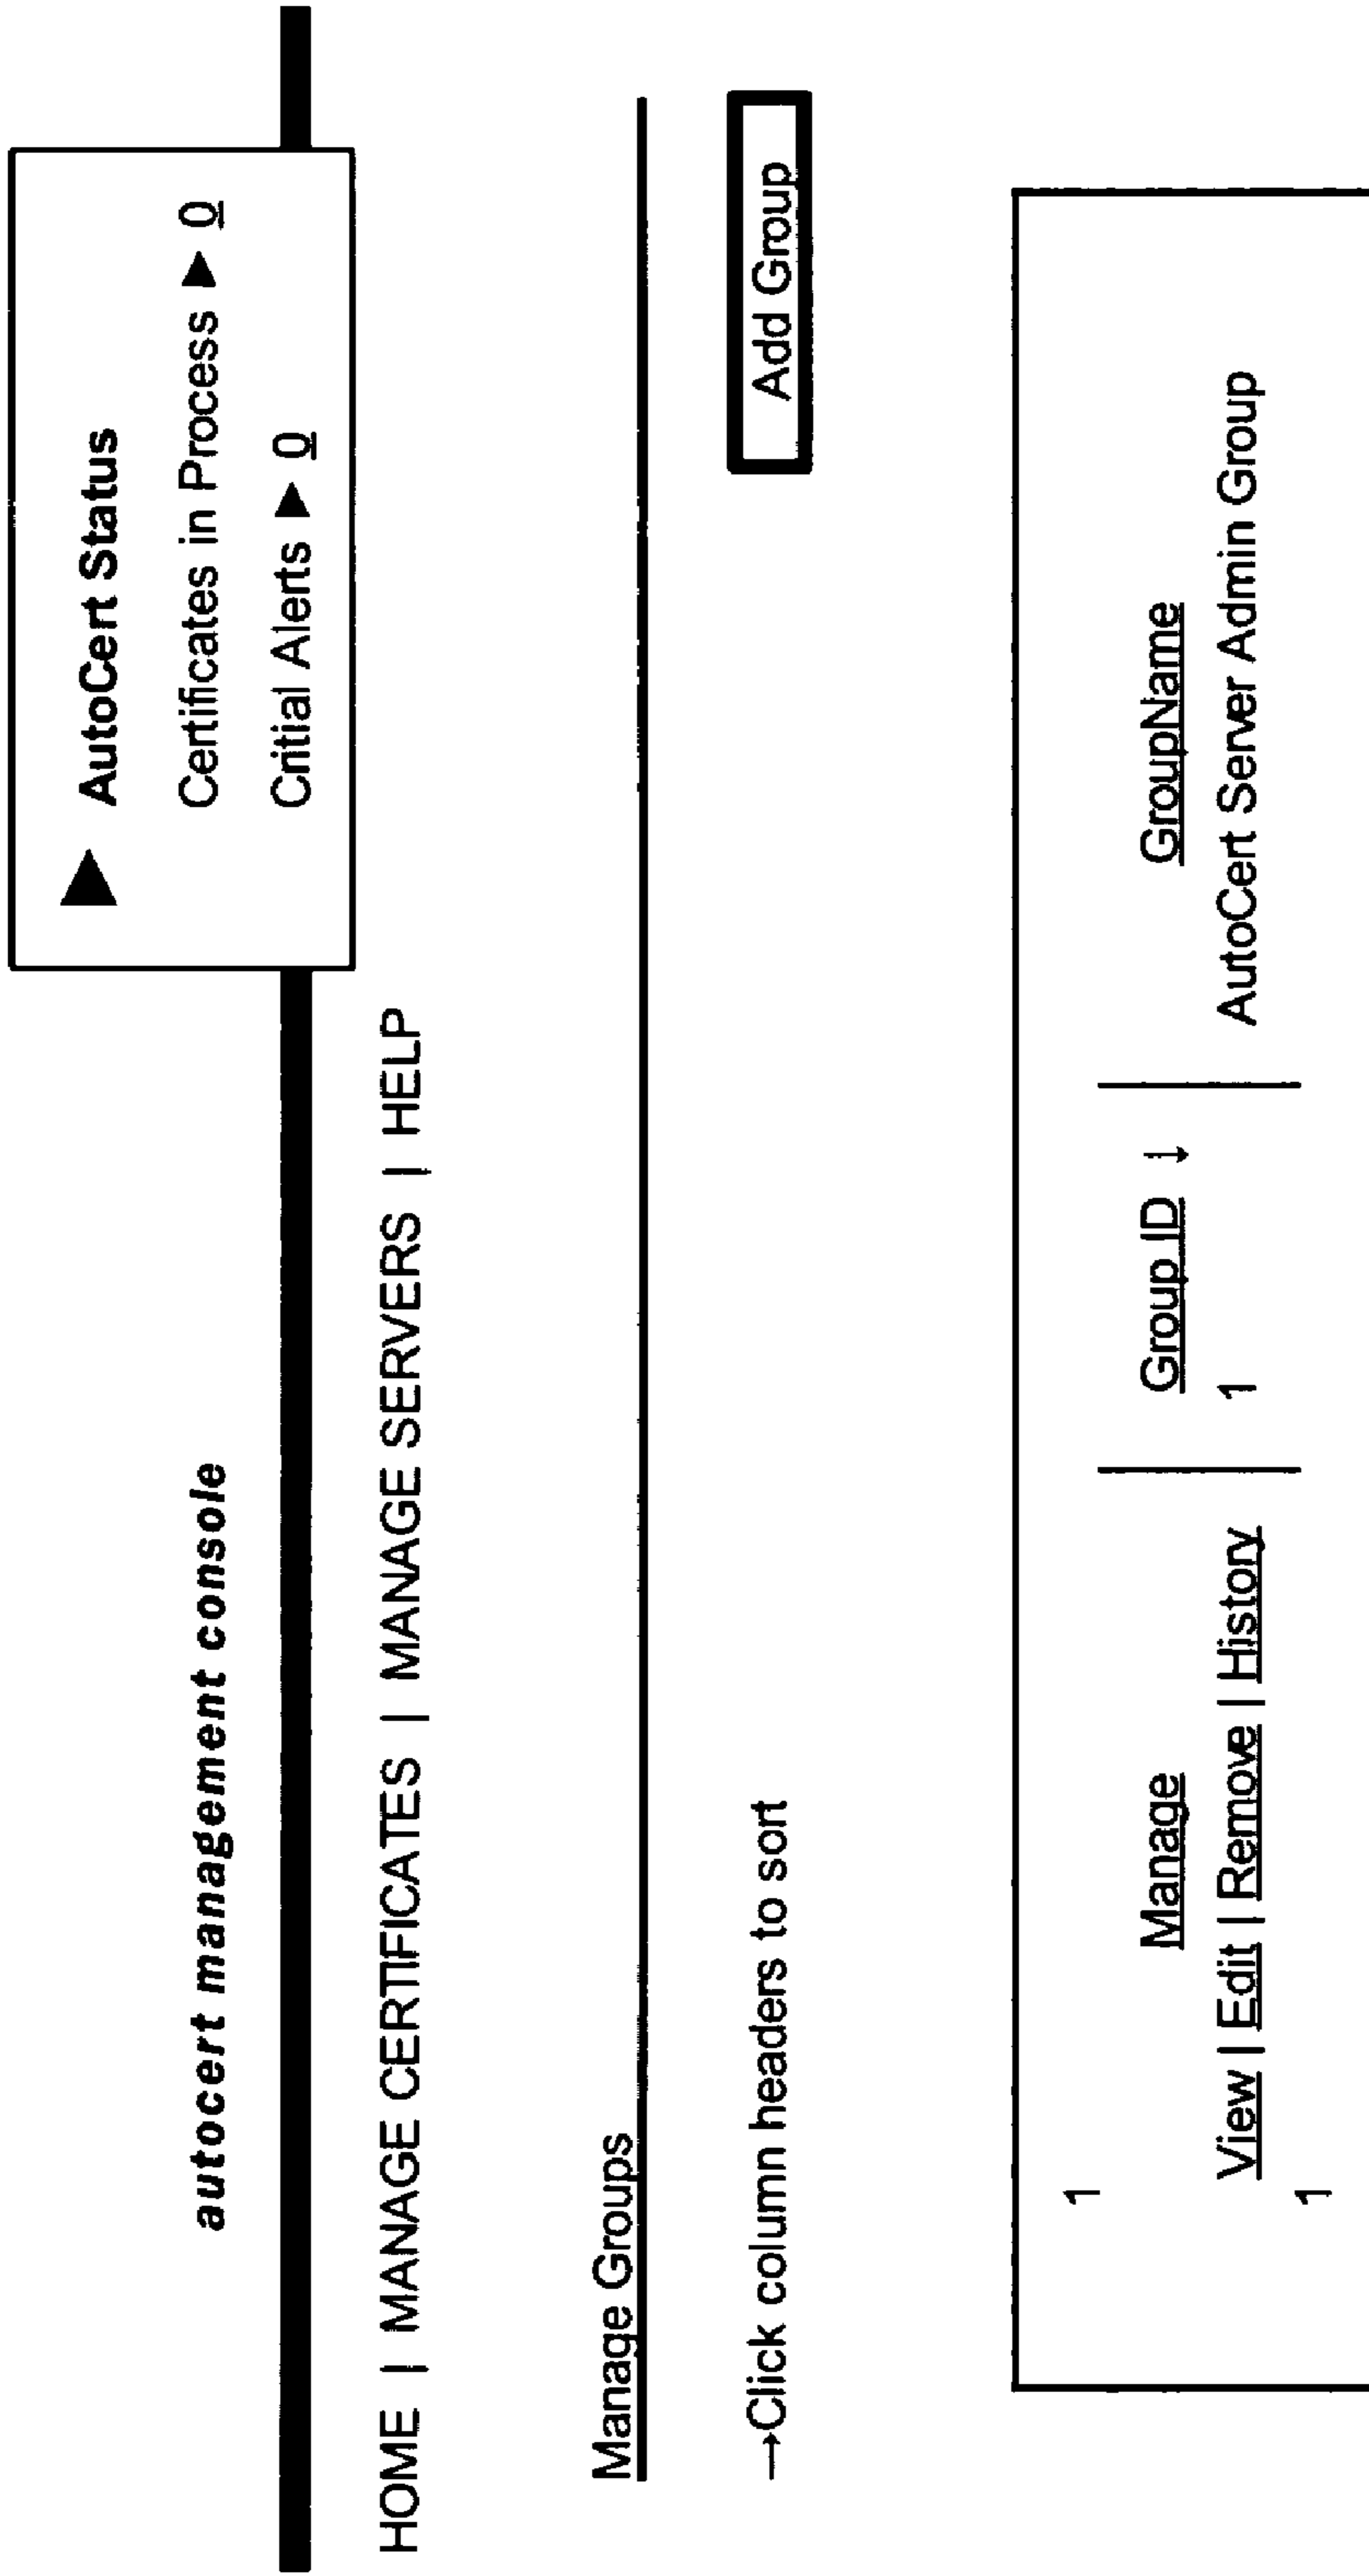 ▶ AutoCert Status
Certificates in Process ▶ 0
Critial Alerts ▶ 0
autocert management console
HOME | MANAGE CERTIFICATES | MANAGE SERVERS | HELP
Manage Groups
→Click column headers to sort
Add Group
1
Manage
Group ID ↓
GroupName
View | Edit | Remove | History
1
AutoCert Server Admin Group
1